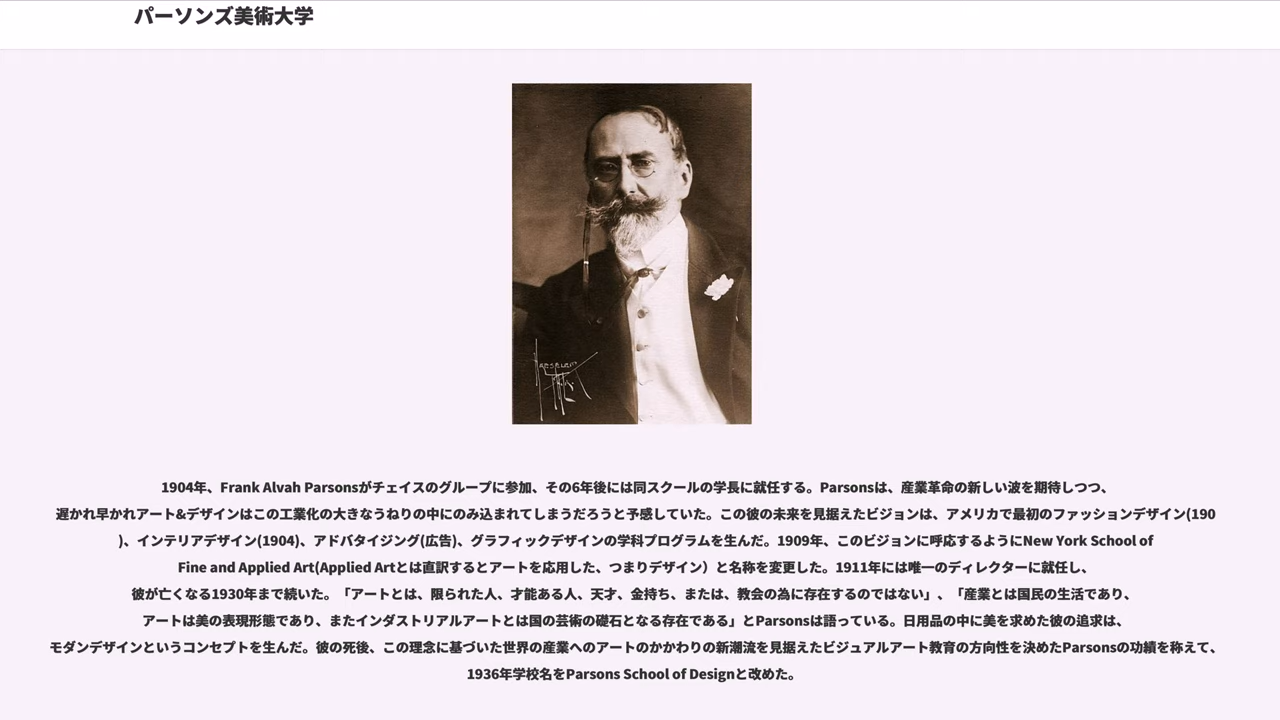 パーソンズ美術大学
1904年、Frank Alvah Parsonsがチェイスのグループに参加、その6年後には同スクールの学長に就任する。Parsonsは、産業革命の新しい波を期待しつつ、
遅かれ早かれアート&デザインはこの工業化の大きなうねりの中にのみ込まれてしまうだろうと予感していた。この彼の未来を見据えたビジョンは、アメリカで最初のファッションデザイン(190
)、インテリアデザイン(1904)、アドバタイジング(広告)、グラフィックデザインの学科プログラムを生んだ。1909年、このビジョンに呼応するようにNew York School of
Fine and Applied Art(Applied Artとは直訳するとアートを応用した、つまりデザイン）と名称を変更した。1911年には唯一のディレクターに就任し、
彼が亡くなる1930年まで続いた。「アートとは、限られた人、才能ある人、天才、金持ち、または、教会の為に存在するのではない」、「産業とは国民の生活であり、
アートは美の表現形態であり、またインダストリアルアートとは国の芸術の礎石となる存在である」とParsonsは語っている。日用品の中に美を求めた彼の追求は、
モダンデザインというコンセプトを生んだ。彼の死後、この理念に基づいた世界の産業へのアートのかかわりの新潮流を見据えたビジュアルアート教育の方向性を決めたParsonsの功績を称えて、
1936年学校名をParsons School of Designと改めた。